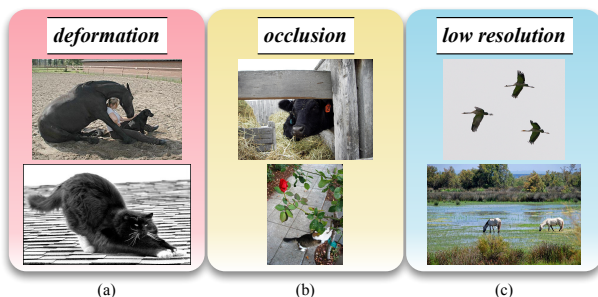 deformation
occlusion
low resolution
(a)
(b)
(c)